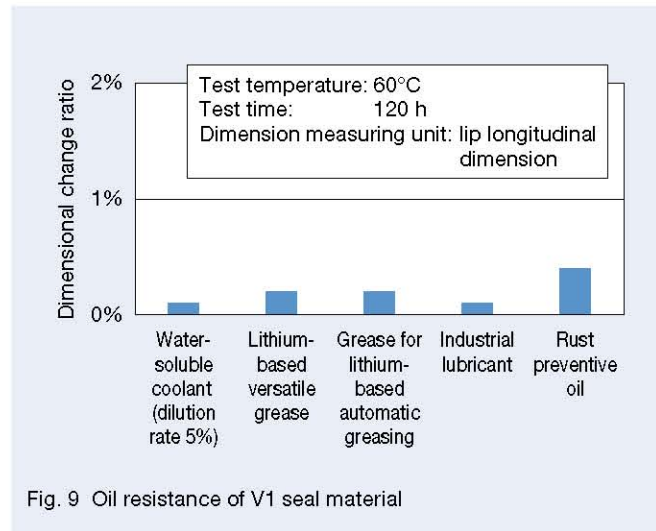 Test temperature: 60°C
Test time: 120 h
Dimension measuring unit: lip longitudinal
dimension
Dimensional change ratio
2%
1%
0%
Water-
soluble
coolant
(dilution
rate 5%)
Lithium-
based
versatile
grease
Grease for
lithium-
based
automatic
greasing
Industrial
lubricant
Rust
preventive
oil
Fig. 9 Oil resistance of V1 seal material